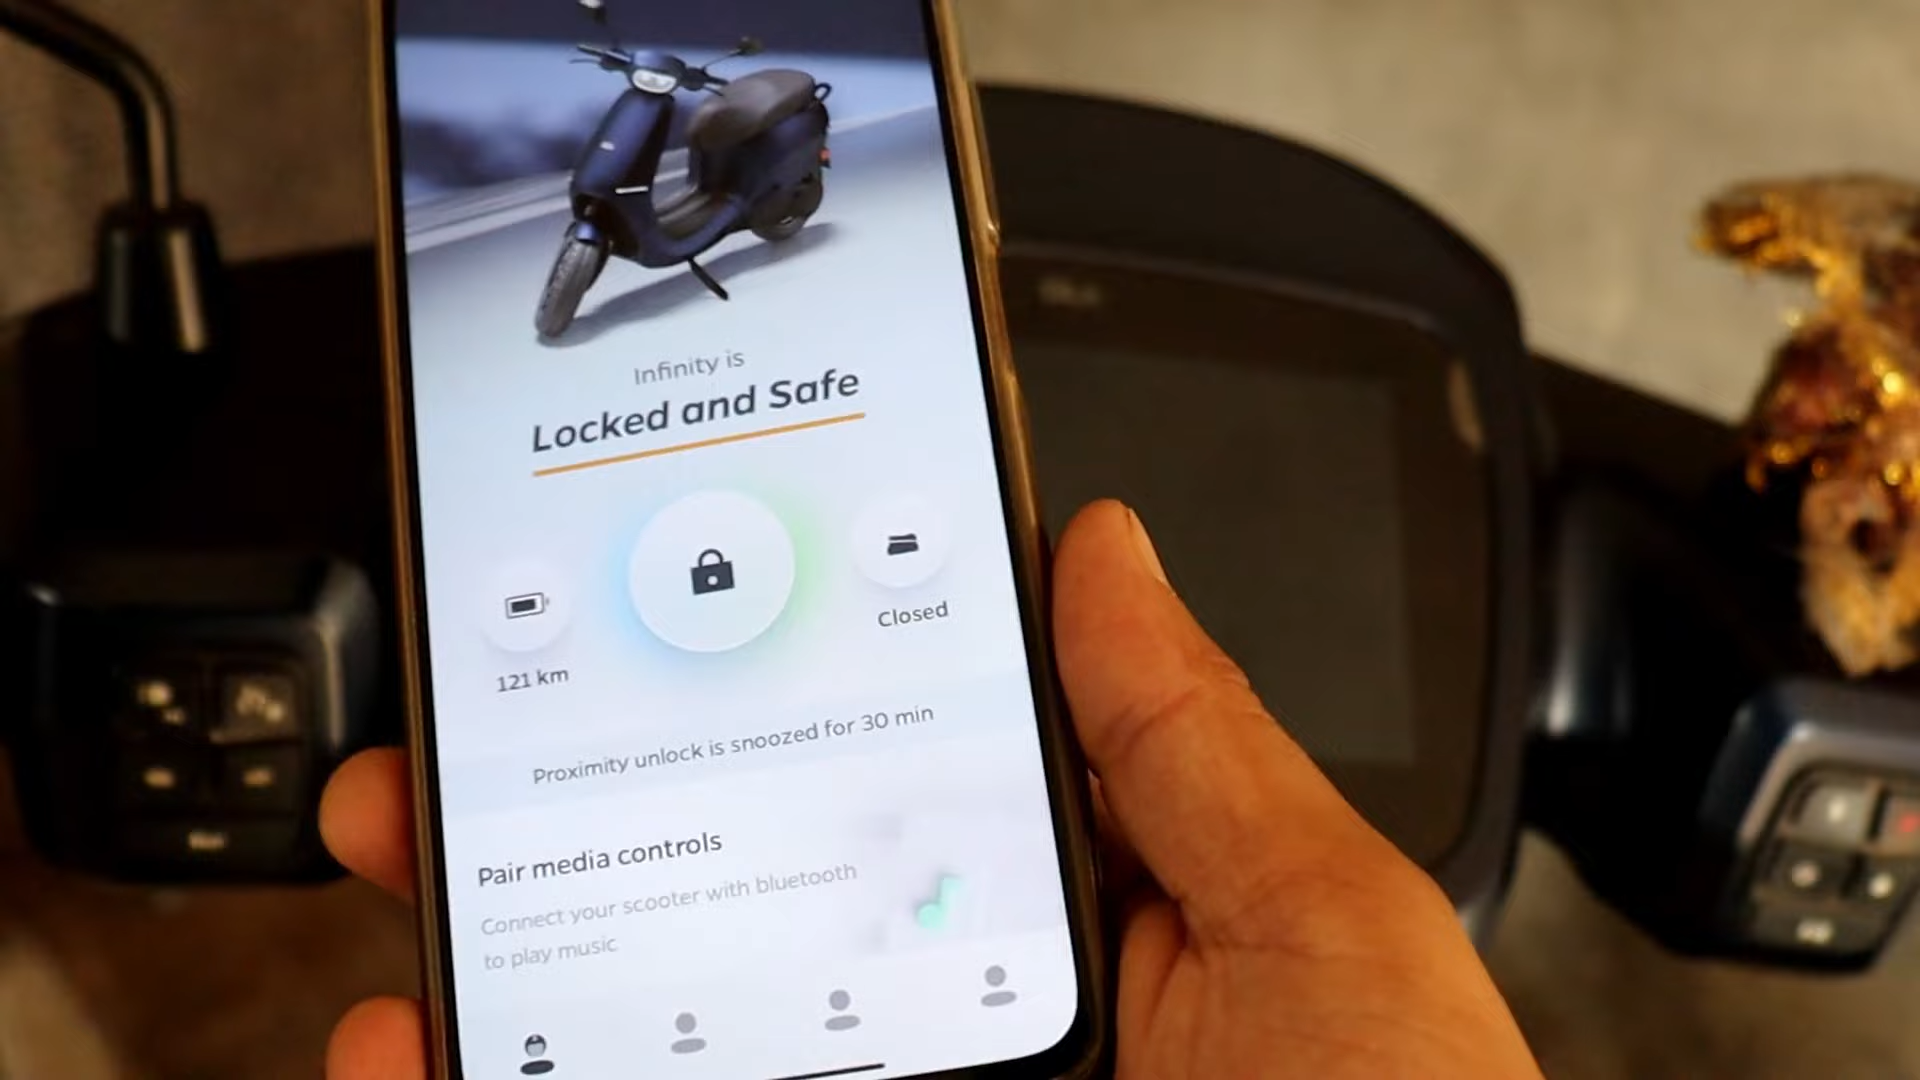 Infinity is
Locked and Safe
Closed
121 km
Proximity unlock is snoozed for 30 min
Pair media controls
Connect your scooter with bluetooth
to play music